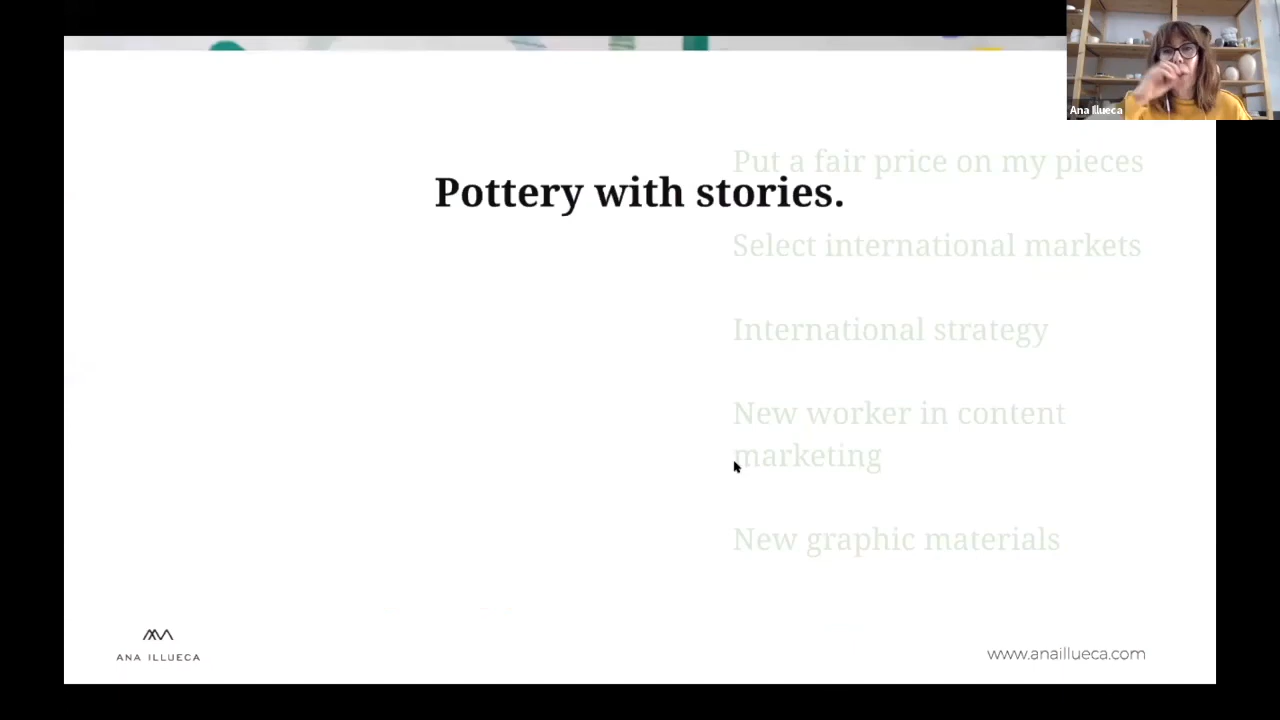 Ana Illueca
Put a fair price on my pieces
Pottery with stories.
Select international markets
International strategy
New worker in content
marketing
New graphic materials
ANA ILLUECA
www.anaillueca.com